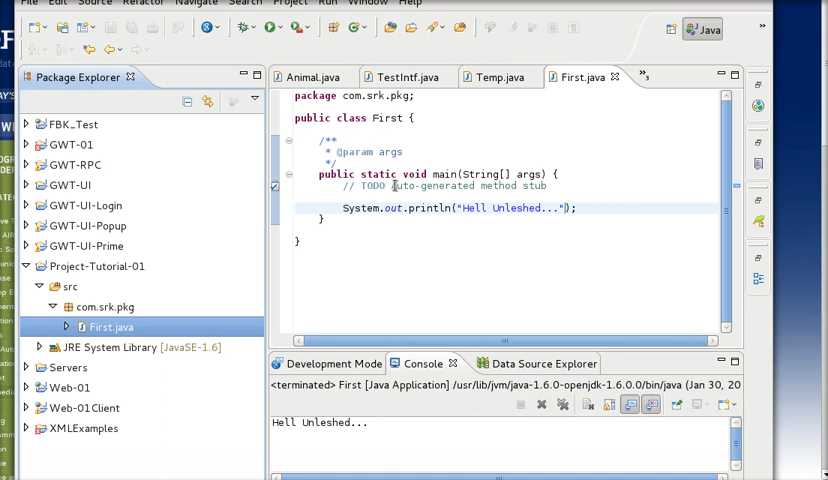 File Edit Source Refactor Navigate Search Project Run Window Help
Java
Package Explorer
FBK_Test
GWT-01
GWT-RPC
GWT-UI
GWT-UI-Login
GWT-UI-Popup
GWT-UI-Prime
Project-Tutorial-01
src
com.srk.pkg
First.java
JRE System Library [JavaSE-1.6]
Servers
Web-01
Web-01Client
XMLExamples
Animal.java TestIntf.java Temp.java First.java »3
package com.srk.pkg;
public class First {
/**
* @param args
*/
public static void main(String[] args) {
// TODO Auto-generated method stub
System.out.println("Hell Unleshed...");
}
}
Development Mode Console Data Source Explorer
<terminated> First [Java Application] /usr/lib/jvm/java-1.6.0-openjdk-1.6.0.0/bin/java (Jan 30, 20
Hell Unleshed...